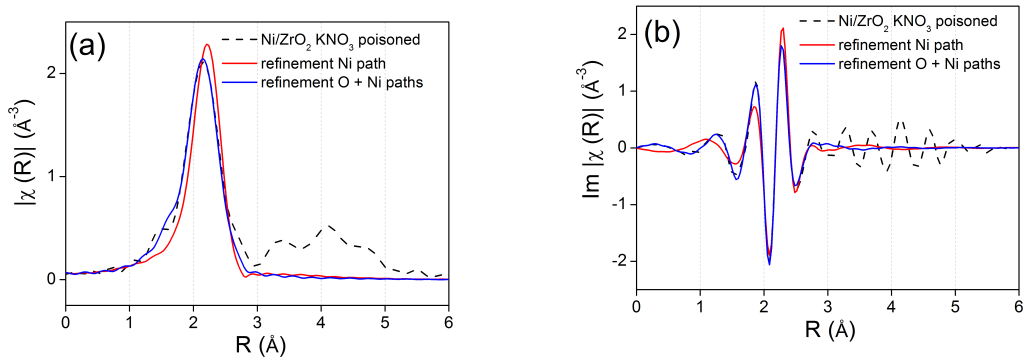 (a)
Ni/ZrO2 KNO3 poisoned
refinement Ni path
refinement O + Ni paths
2
1
0
|χ (R)| (Å-3)
0 1 2 3 4 5 6
R (Å)
(b)
Ni/ZrO2 KNO3 poisoned
refinement Ni path
refinement O + Ni paths
2
1
0
-1
-2
Im |χ (R)| (Å-3)
0 1 2 3 4 5 6
R (Å)